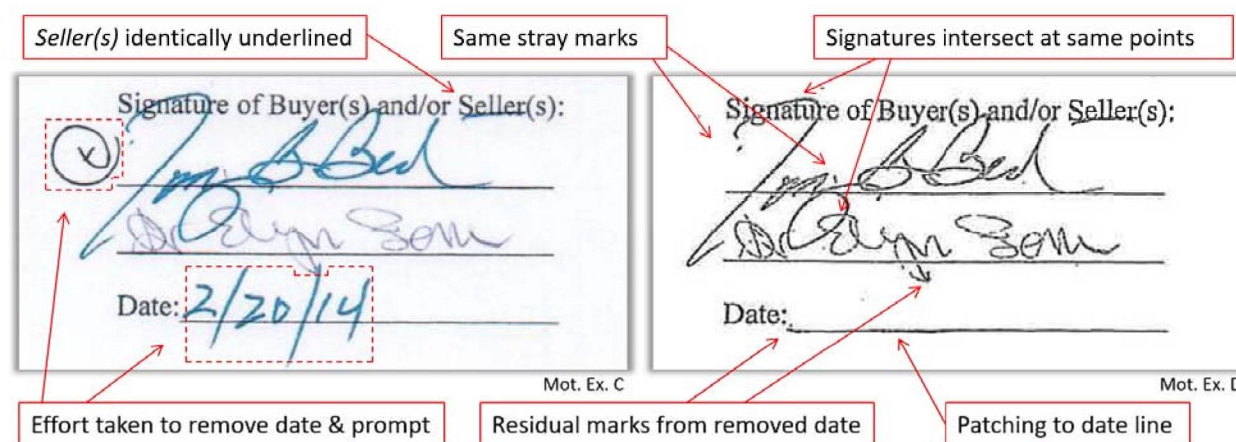 Seller(s) identically underlined
Same stray marks
Signatures intersect at same points
Signature of Buyer(s) and/or Seller(s):
x
Date: 2/20/14
Mot. Ex. C
Signature of Buyer(s) and/or Seller(s):
Date:
Mot. Ex. D
Effort taken to remove date & prompt
Residual marks from removed date
Patching to date line